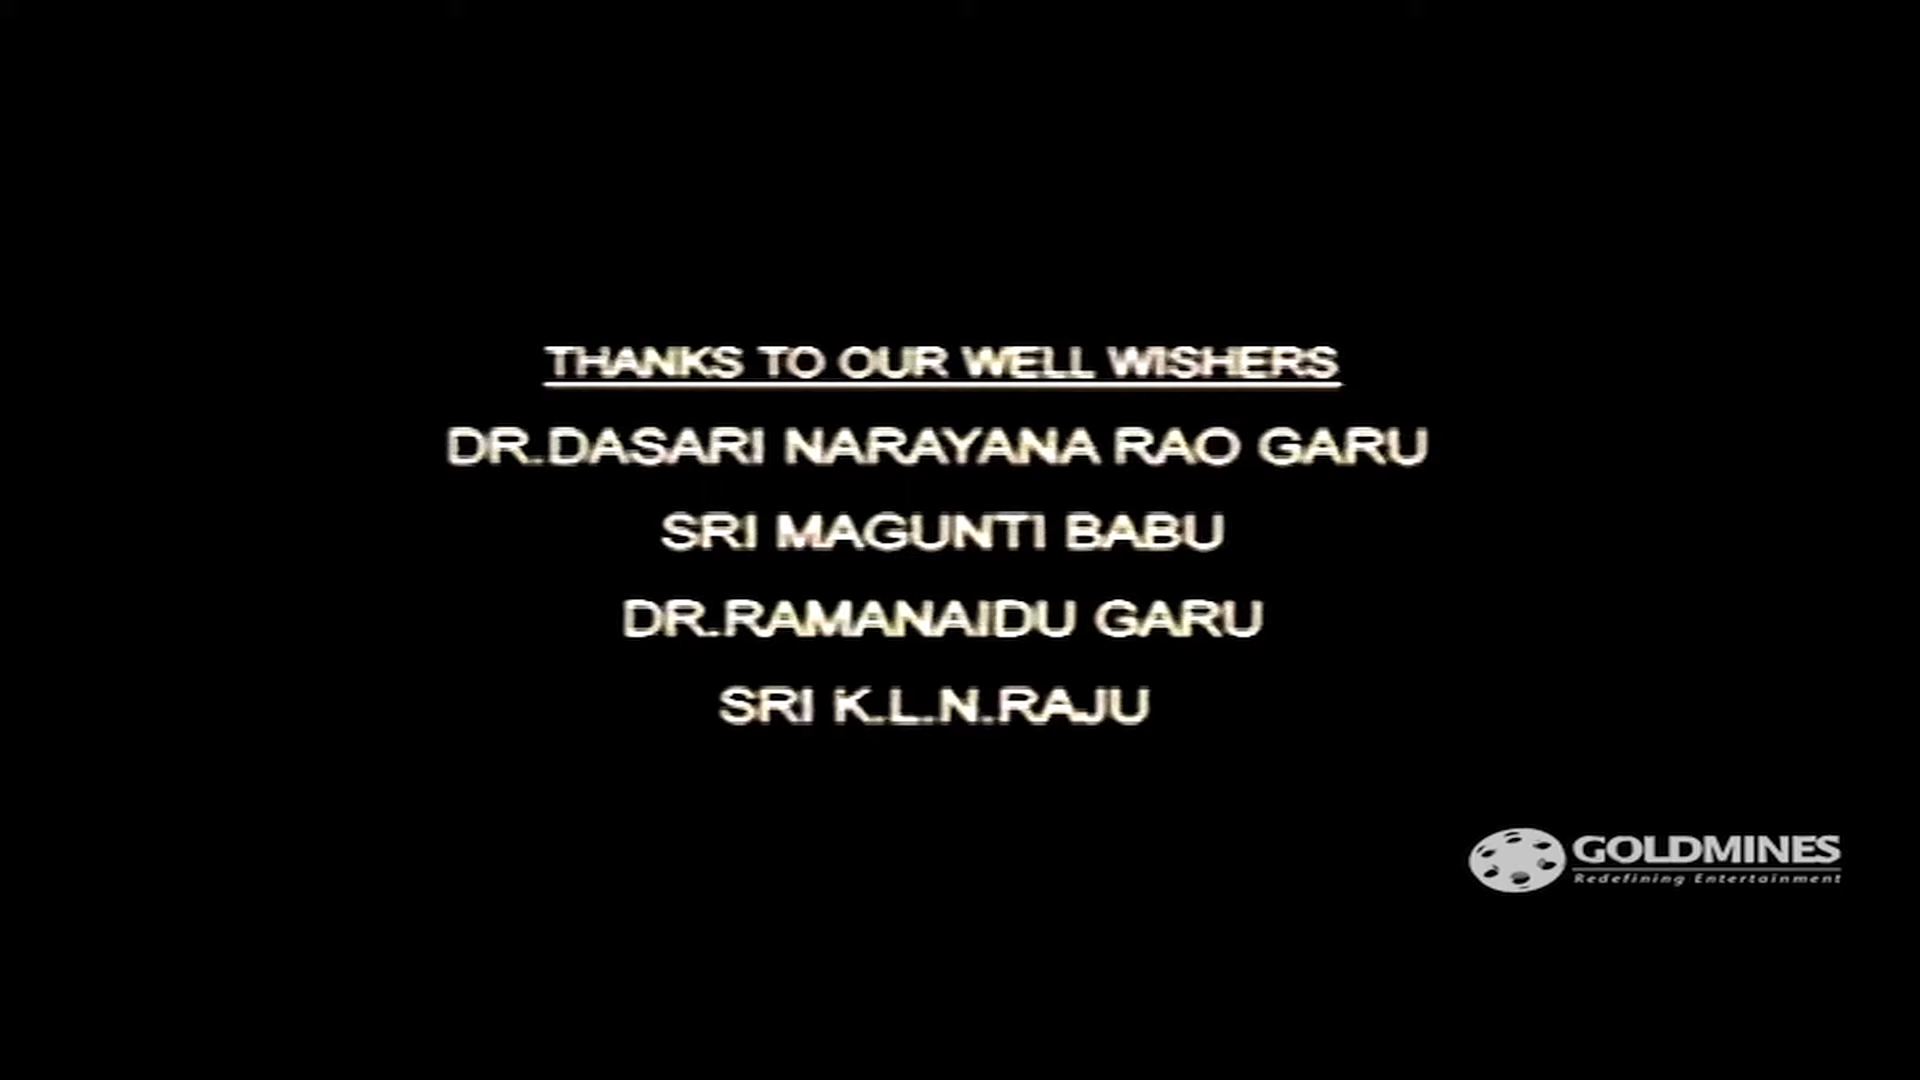 THANKS TO OUR WELL WISHERS
DR.DASARI NARAYANA RAO GARU
SRI MAGUNTI BABU
DR.RAMANAIDU GARU
SRI K.L.N.RAJU
GOLDMINES
Redefining Entertainment